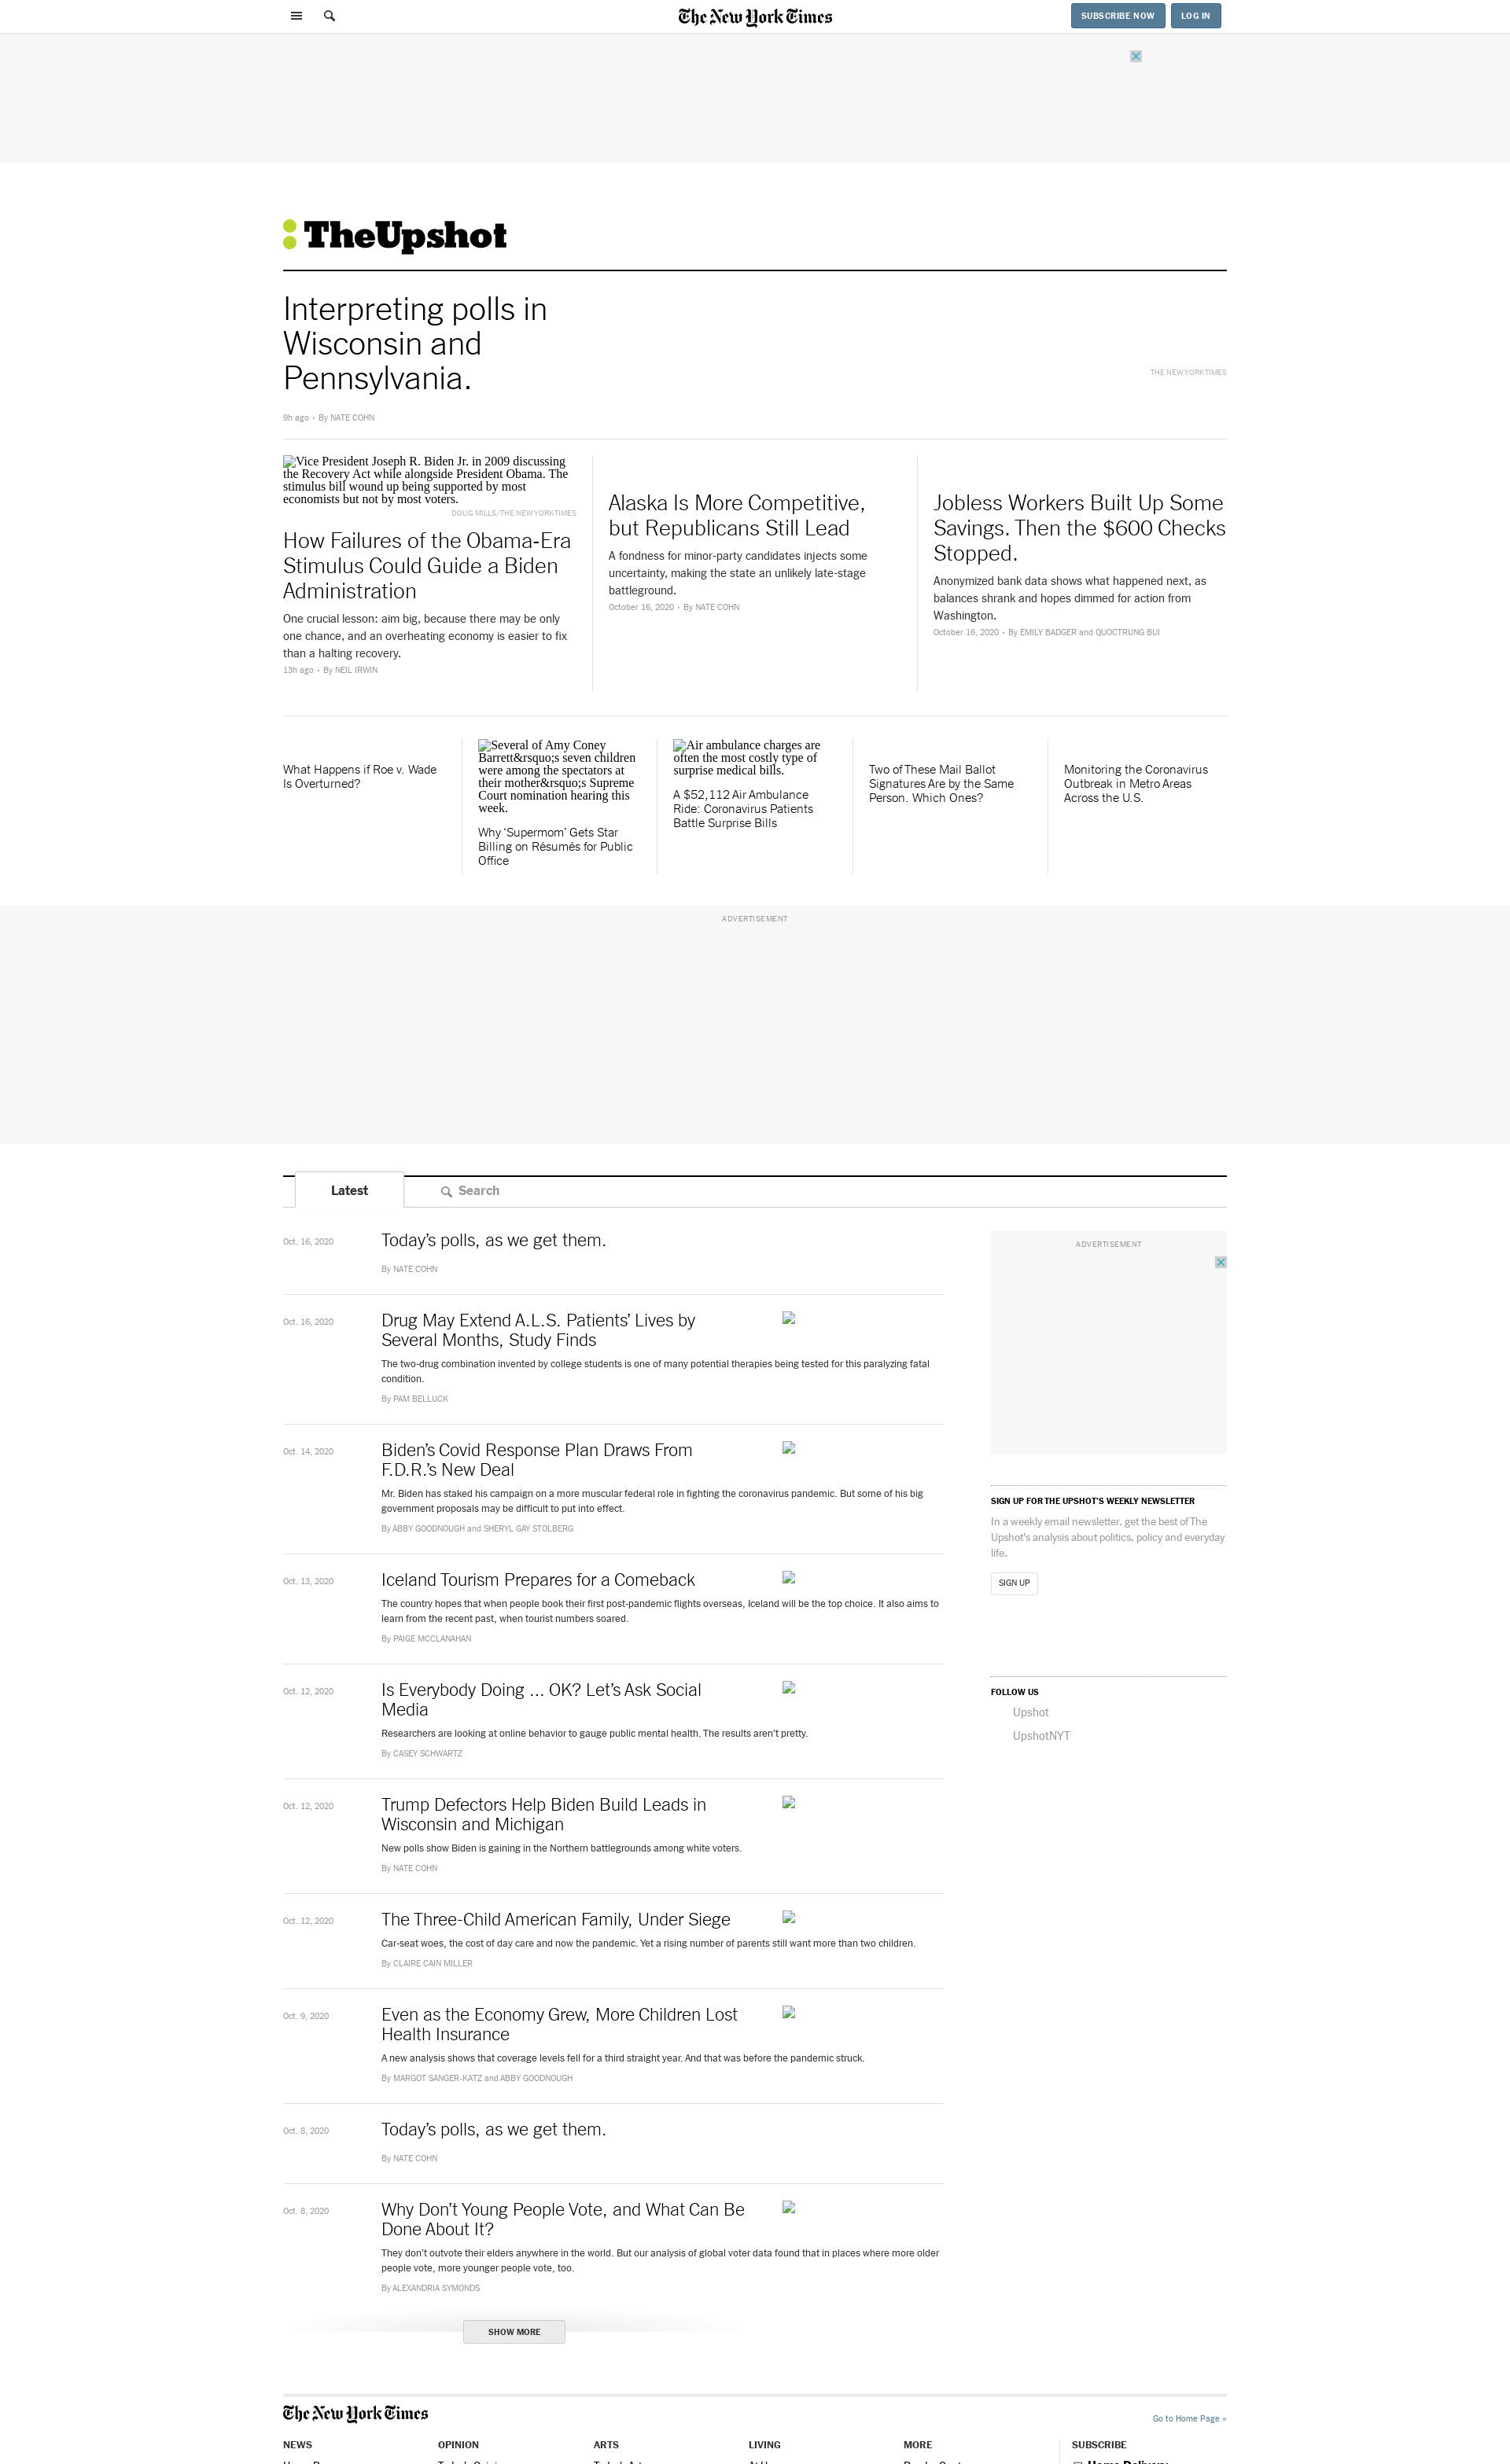 The New York Times
SUBSCRIBE NOW
LOG IN
TheUpshot
Interpreting polls in
Wisconsin and
Pennsylvania.
THE NEW YORK TIMES
9h ago • By NATE COHN
Vice President Joseph R. Biden Jr. in 2009 discussing
the Recovery Act while alongside President Obama. The
stimulus bill wound up being supported by most
economists but not by most voters.
DOUG MILLS/THE NEW YORK TIMES
How Failures of the Obama-Era
Stimulus Could Guide a Biden
Administration
One crucial lesson: aim big, because there may be only
one chance, and an overheating economy is easier to fix
than a halting recovery.
13h ago • By NEIL IRWIN
Alaska Is More Competitive,
but Republicans Still Lead
A fondness for minor-party candidates injects some
uncertainty, making the state an unlikely late-stage
battleground.
October 16, 2020 • By NATE COHN
Jobless Workers Built Up Some
Savings. Then the $600 Checks
Stopped.
Anonymized bank data shows what happened next, as
balances shrank and hopes dimmed for action from
Washington.
October 16, 2020 • By EMILY BADGER and QUOCTRUNG BUI
What Happens if Roe v. Wade
Is Overturned?
Several of Amy Coney
Barrett&rsquo;s seven children
were among the spectators at
their mother&rsquo;s Supreme
Court nomination hearing this
week.
Why ‘Supermom’ Gets Star
Billing on Résumés for Public
Office
Air ambulance charges are
often the most costly type of
surprise medical bills.
A $52,112 Air Ambulance
Ride: Coronavirus Patients
Battle Surprise Bills
Two of These Mail Ballot
Signatures Are by the Same
Person. Which Ones?
Monitoring the Coronavirus
Outbreak in Metro Areas
Across the U.S.
ADVERTISEMENT
Latest
Search
Oct. 16, 2020
Today’s polls, as we get them.
By NATE COHN
Oct. 16, 2020
Drug May Extend A.L.S. Patients’ Lives by
Several Months, Study Finds
The two-drug combination invented by college students is one of many potential therapies being tested for this paralyzing fatal
condition.
By PAM BELLUCK
Oct. 14, 2020
Biden’s Covid Response Plan Draws From
F.D.R.’s New Deal
Mr. Biden has staked his campaign on a more muscular federal role in fighting the coronavirus pandemic. But some of his big
government proposals may be difficult to put into effect.
By ABBY GOODNOUGH and SHERYL GAY STOLBERG
Oct. 13, 2020
Iceland Tourism Prepares for a Comeback
The country hopes that when people book their first post-pandemic flights overseas, Iceland will be the top choice. It also aims to
learn from the recent past, when tourist numbers soared.
By PAIGE MCCLANAHAN
Oct. 12, 2020
Is Everybody Doing ... OK? Let’s Ask Social
Media
Researchers are looking at online behavior to gauge public mental health. The results aren’t pretty.
By CASEY SCHWARTZ
Oct. 12, 2020
Trump Defectors Help Biden Build Leads in
Wisconsin and Michigan
New polls show Biden is gaining in the Northern battlegrounds among white voters.
By NATE COHN
Oct. 12, 2020
The Three-Child American Family, Under Siege
Car-seat woes, the cost of day care and now the pandemic. Yet a rising number of parents still want more than two children.
By CLAIRE CAIN MILLER
Oct. 9, 2020
Even as the Economy Grew, More Children Lost
Health Insurance
A new analysis shows that coverage levels fell for a third straight year. And that was before the pandemic struck.
By MARGOT SANGER-KATZ and ABBY GOODNOUGH
Oct. 8, 2020
Today’s polls, as we get them.
By NATE COHN
Oct. 8, 2020
Why Don’t Young People Vote, and What Can Be
Done About It?
They don’t outvote their elders anywhere in the world. But our analysis of global voter data found that in places where more older
people vote, more younger people vote, too.
By ALEXANDRIA SYMONDS
SHOW MORE
ADVERTISEMENT
SIGN UP FOR THE UPSHOT’S WEEKLY NEWSLETTER
In a weekly email newsletter, get the best of The
Upshot’s analysis about politics, policy and everyday
life.
SIGN UP
FOLLOW US
Upshot
UpshotNYT
The New York Times
Go to Home Page »
NEWS
OPINION
ARTS
LIVING
MORE
SUBSCRIBE